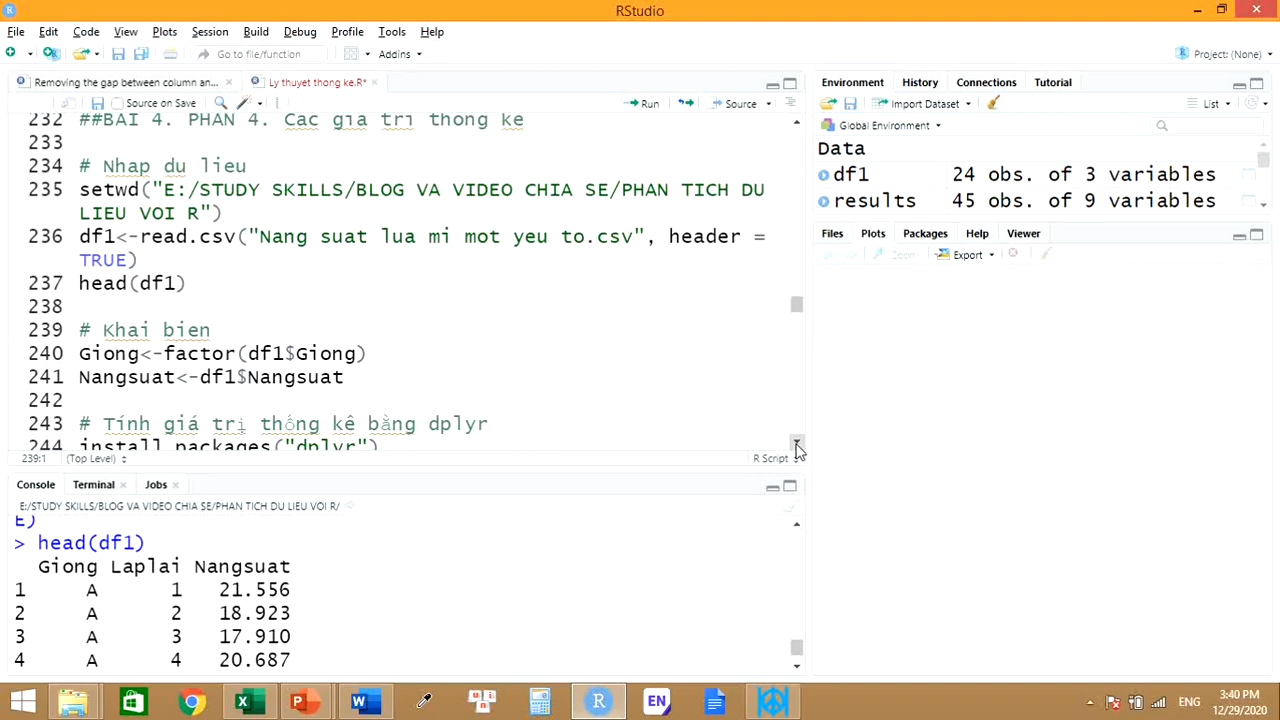 RStudio
File Edit Code View Plots Session Build Debug Profile Tools Help
Go to file/function Addins Project: (None)
Removing the gap between column an... Ly thuyet thong ke.R*
Source on Save Run Source
232 ##BAI 4. PHAN 4. Cac gia tri thong ke
233
234 # Nhap du lieu
235 setwd("E:/STUDY SKILLS/BLOG VA VIDEO CHIA SE/PHAN TICH DU
LIEU VOI R")
236 df1<-read.csv("Nang suat lua mi mot yeu to.csv", header =
TRUE)
237 head(df1)
238
239 # Khai bien
240 Giong<-factor(df1$Giong)
241 Nangsuat<-df1$Nangsuat
242
243 # Tính giá trị thống kê bằng dplyr
244 install.packages("dplyr")
239:1 (Top Level) R Script
Console Terminal Jobs
E:/STUDY SKILLS/BLOG VA VIDEO CHIA SE/PHAN TICH DU LIEU VOI R/
E)
> head(df1)
Giong Laplai Nangsuat
1 A 1 21.556
2 A 2 18.923
3 A 3 17.910
4 A 4 20.687
Environment History Connections Tutorial
Import Dataset List
Global Environment
Data
df1 24 obs. of 3 variables
results 45 obs. of 9 variables
Files Plots Packages Help Viewer
Zoom Export
EN ENG 3:40 PM
12/29/2020